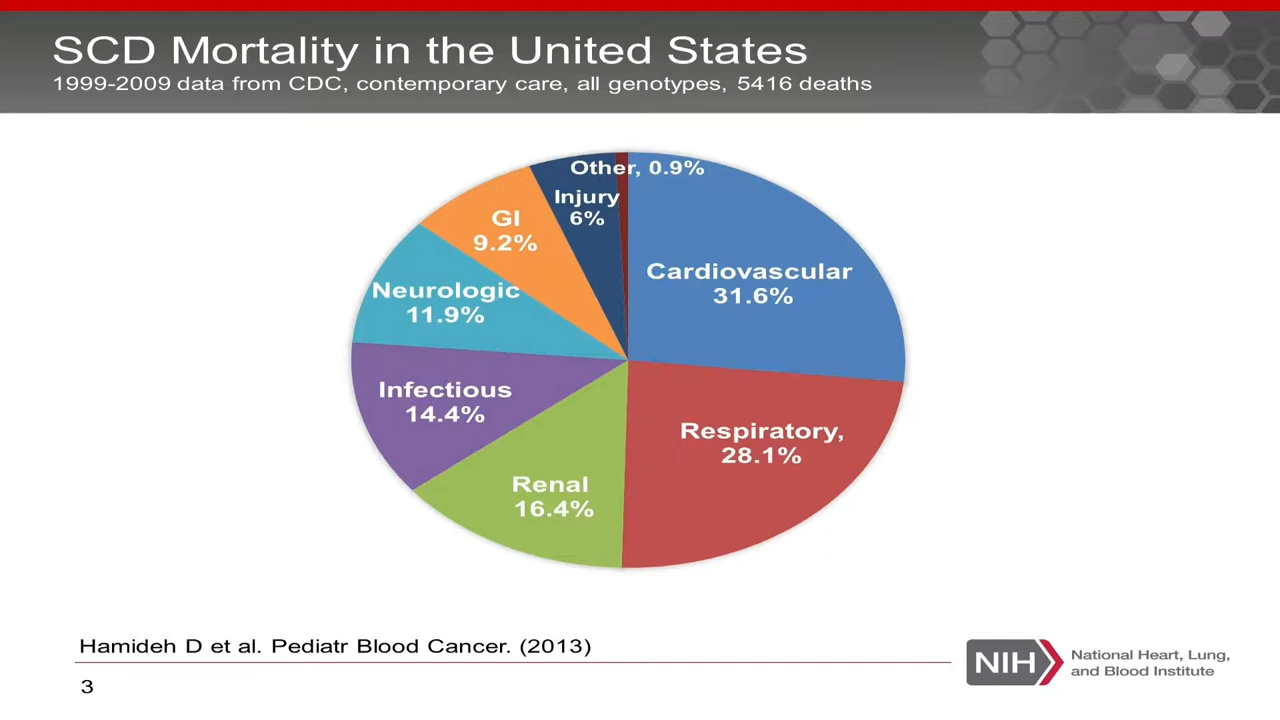 SCD Mortality in the United States
1999-2009 data from CDC, contemporary care, all genotypes, 5416 deaths
Other, 0.9%
Injury
6%
GI
9.2%
Cardiovascular
31.6%
Neurologic
11.9%
Infectious
14.4%
Respiratory,
28.1%
Renal
16.4%
Hamideh D et al. Pediatr Blood Cancer. (2013)
NIH
National Heart, Lung,
and Blood Institute
3